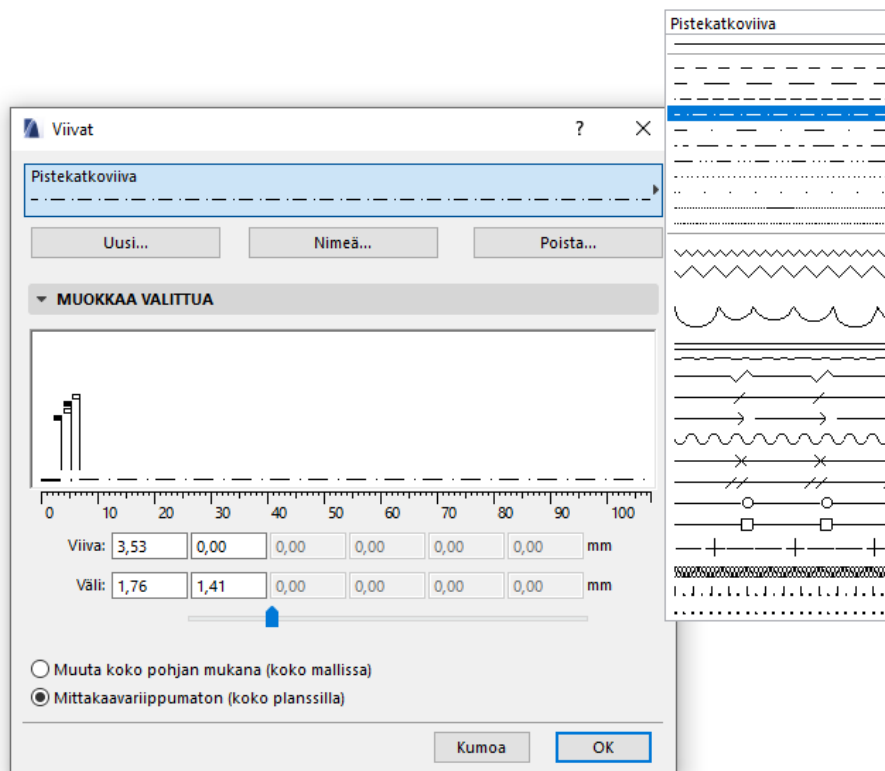 Pistekatkoviiva
Viivat
?
Pistekatkoviiva
Uusi...
Nimeä...
Poista...
MUOKKAA VALITTUA
0 10 20 30 40 50 60 70 80 90 100
Viiva: 3,53 0,00 0,00 0,00 0,00 0,00 mm
Väli: 1,76 1,41 0,00 0,00 0,00 0,00 mm
Muuta koko pohjan mukana (koko mallissa)
Mittakaavariippumaton (koko planssilla)
Kumoa
OK